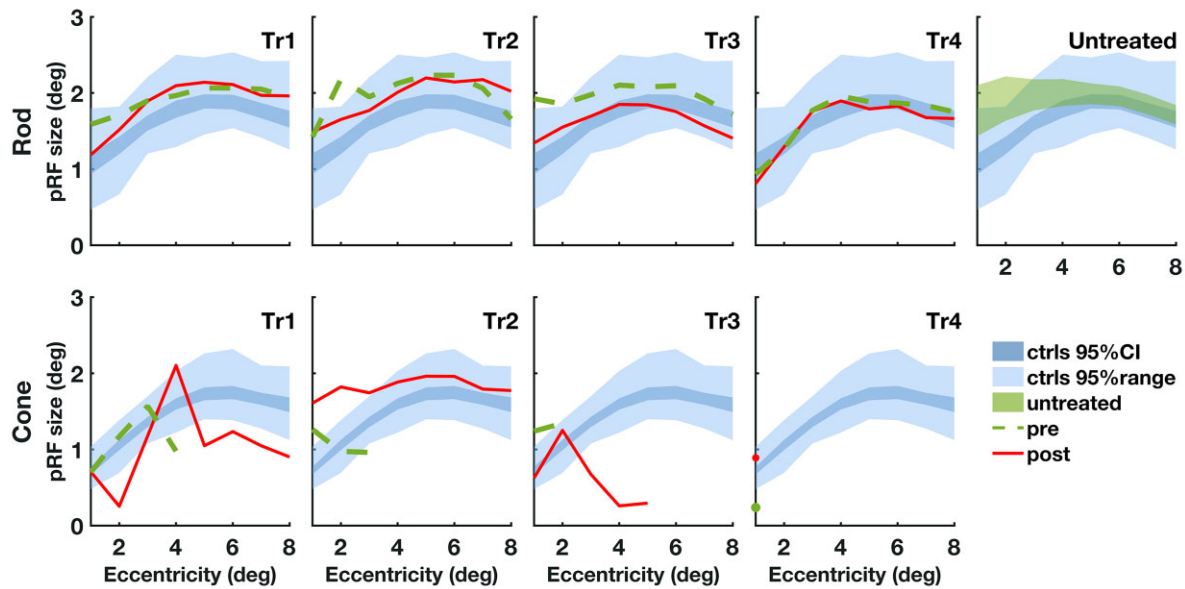 Rod
pRF size (deg)
3
2
1
0
Tr1
Tr2
Tr3
Tr4
Untreated
2 4 6 8
Cone
pRF size (deg)
3
2
1
0
Tr1
Tr2
Tr3
Tr4
2 4 6 8
2 4 6 8
2 4 6 8
2 4 6 8
Eccentricity (deg)
Eccentricity (deg)
Eccentricity (deg)
Eccentricity (deg)
ctrls 95%CI
ctrls 95%range
untreated
pre
post